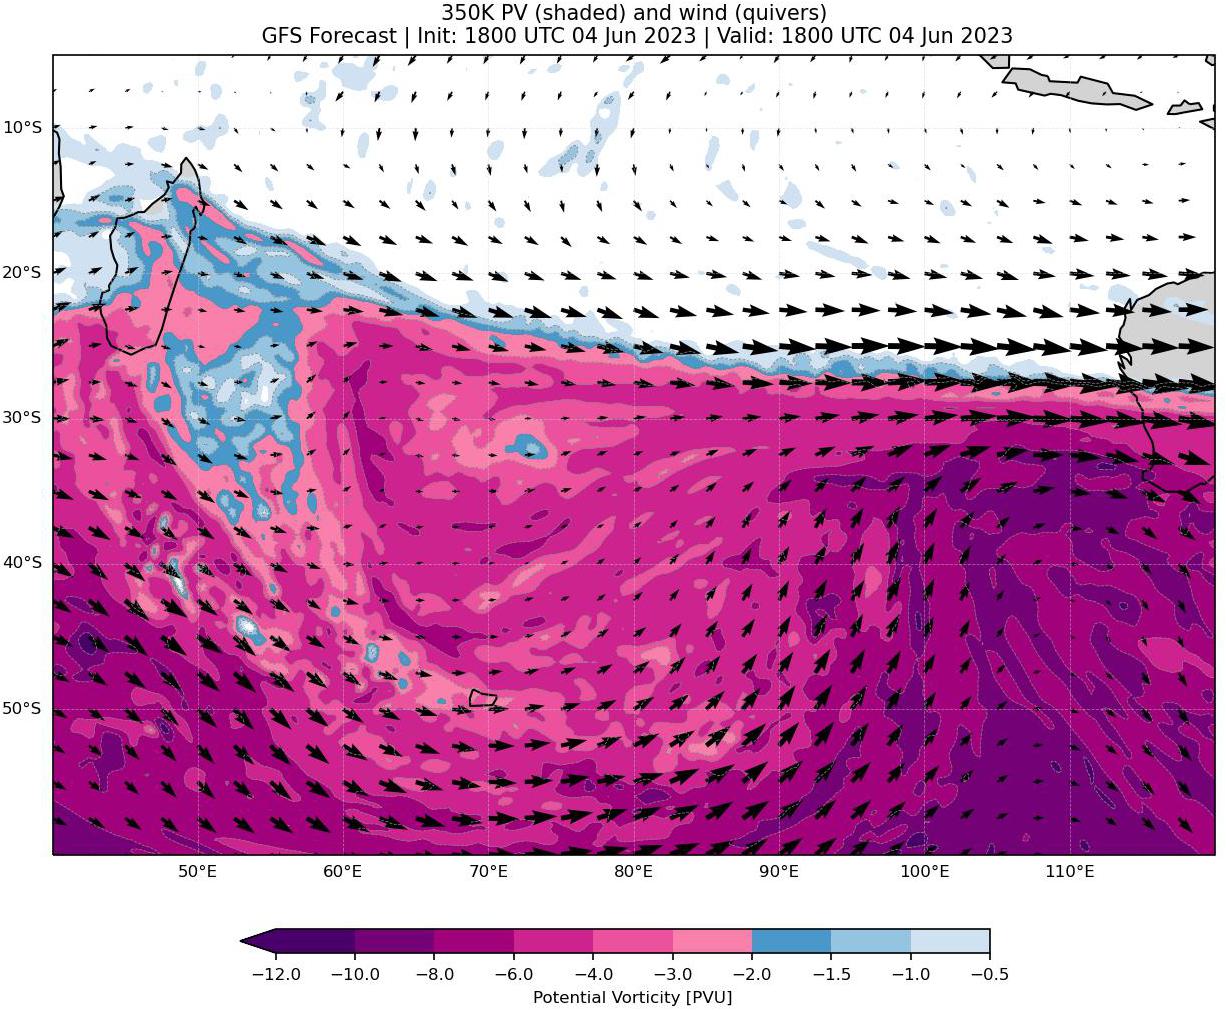 350K PV (shaded) and wind (quivers)
GFS Forecast | Init: 1800 UTC 04 Jun 2023 | Valid: 1800 UTC 04 Jun 2023
10°S
20°S
30°S
40°S
50°S
50°E 60°E 70°E 80°E 90°E 100°E 110°E
−12.0 −10.0 −8.0 −6.0 −4.0 −3.0 −2.0 −1.5 −1.0 −0.5
Potential Vorticity [PVU]